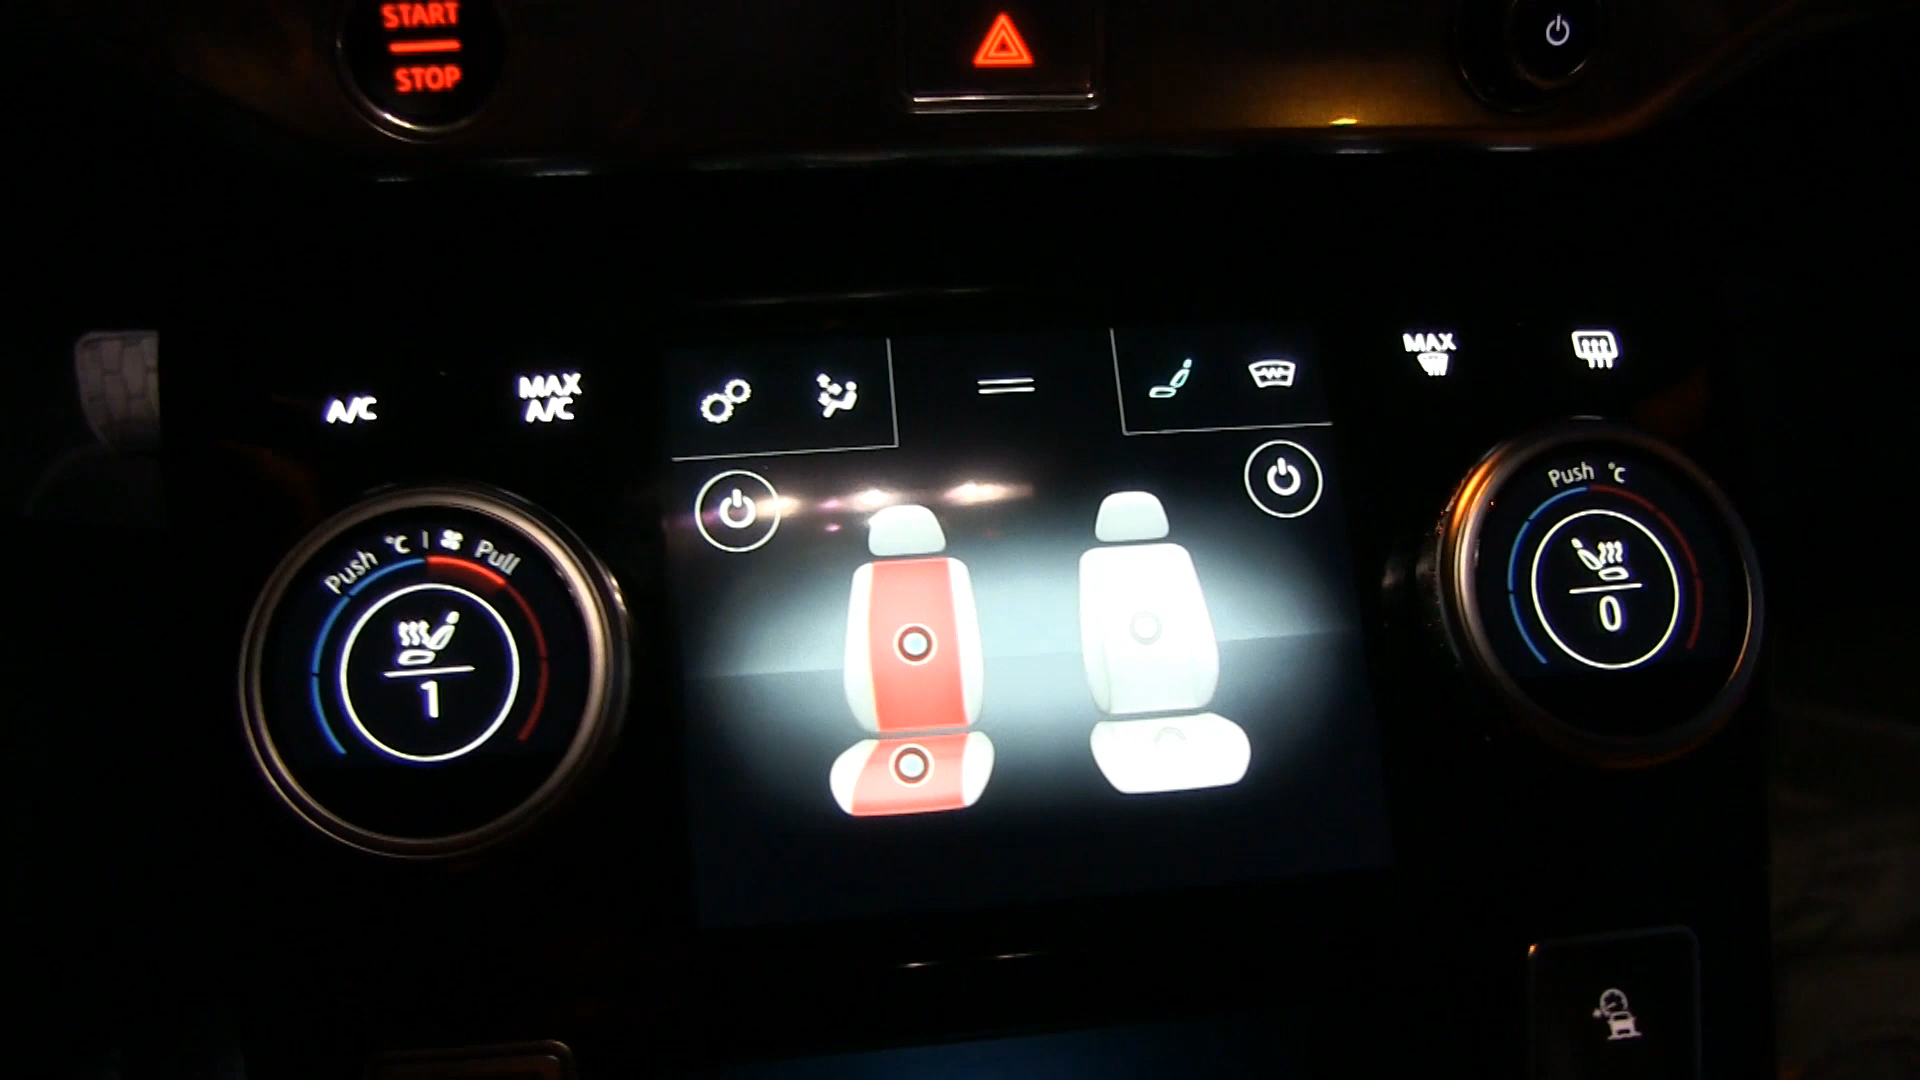 START
STOP
A/C
MAX
A/C
MAX
Push °C | Pull
1
Push °C
0